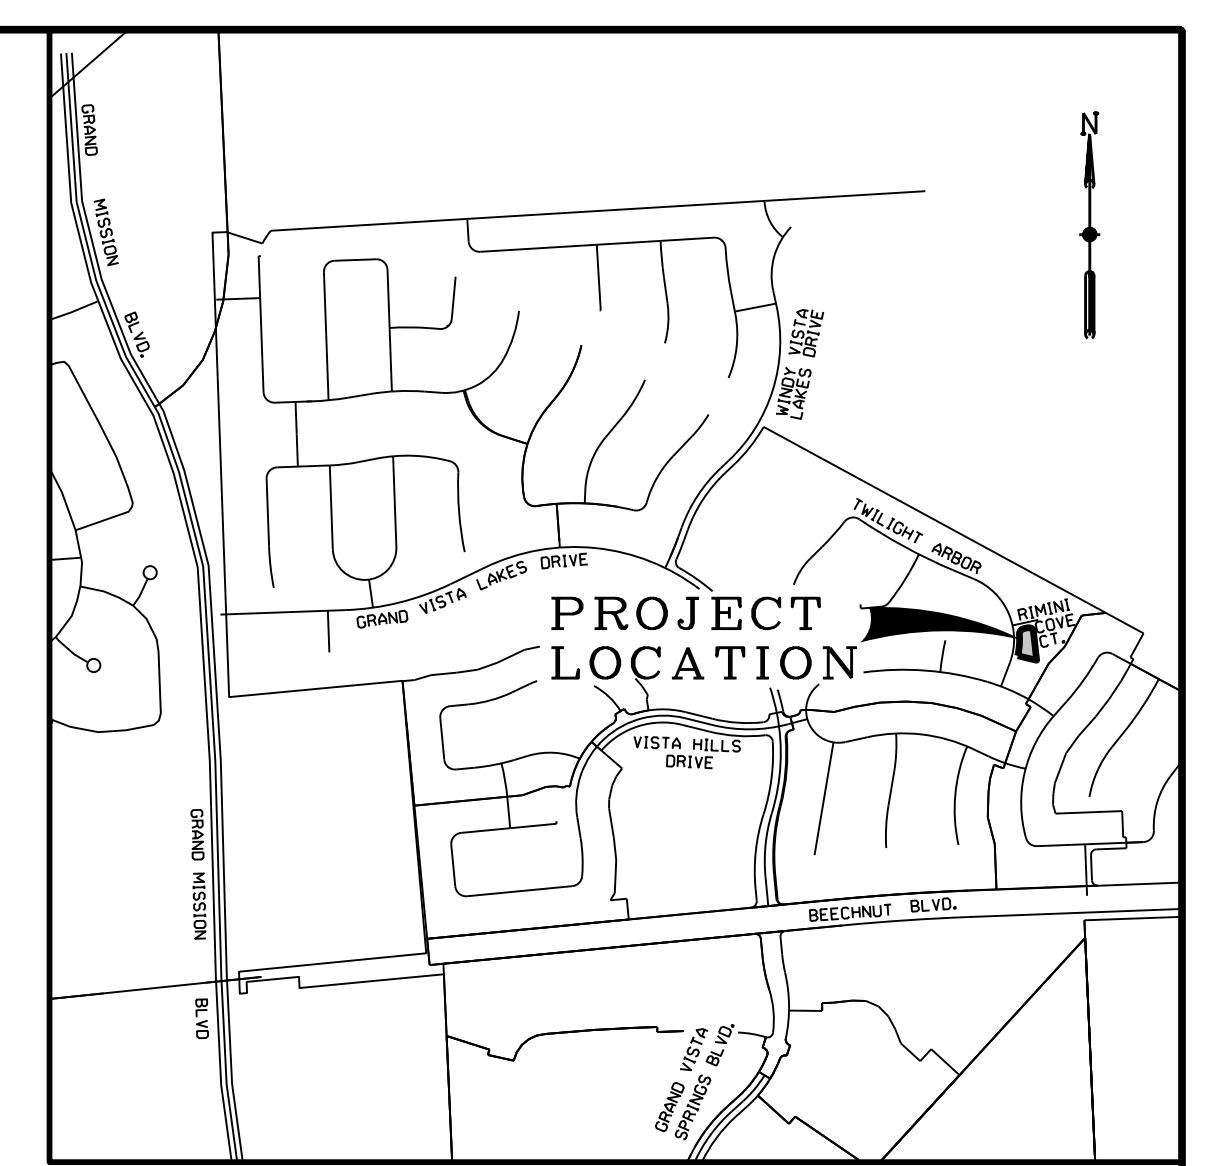 N
GRAND
MISSION
BLVD.
WINDY VISTA
LAKES DRIVE
TWILIGHT ARBOR
GRAND VISTA LAKES DRIVE
RIMINI
COVE
CT.
PROJECT
LOCATION
VISTA HILLS
DRIVE
GRAND MISSION
BLVD
BEECHNUT BLVD.
GRAND VISTA
SPRINGS BLVD.